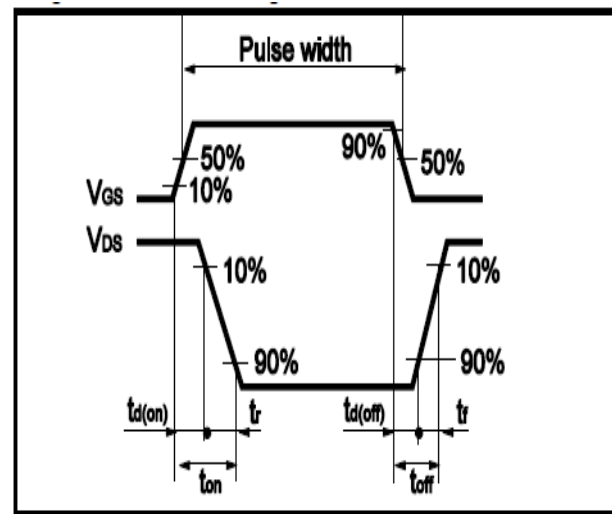 Pulse width
90%
50%
50%
10%
VGS
VDS
10%
10%
90%
90%
td(on)
tr
td(off)
tf
ton
toff